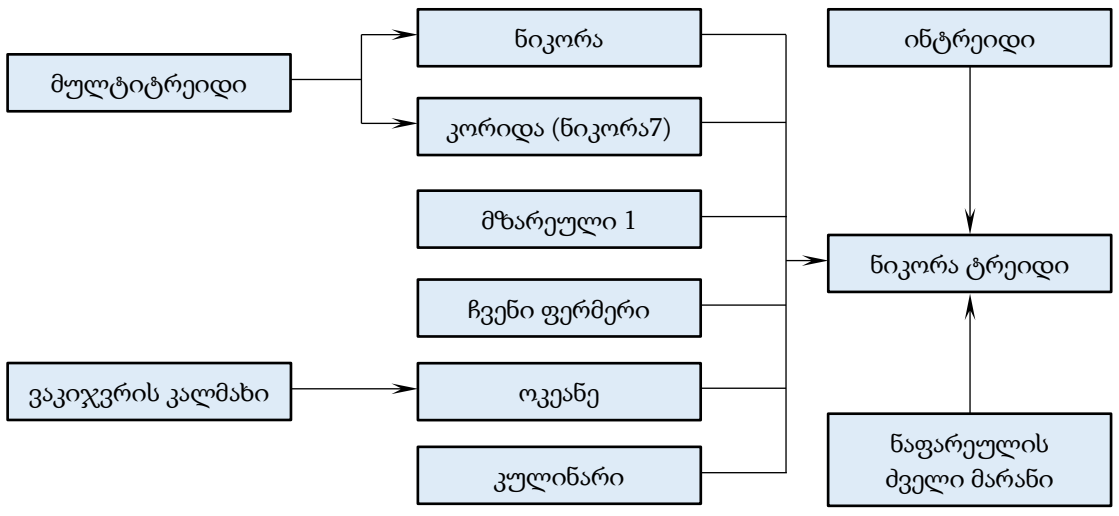 მულტიტრეიდი
ვაკიჯვრის კალმახი
ნიკორა
კორიდა (ნიკორა7)
მზარეული 1
ჩვენი ფერმერი
ოკეანე
კულინარი
ინტრეიდი
ნიკორა ტრეიდი
ნაფარეულის
ძველი მარანი